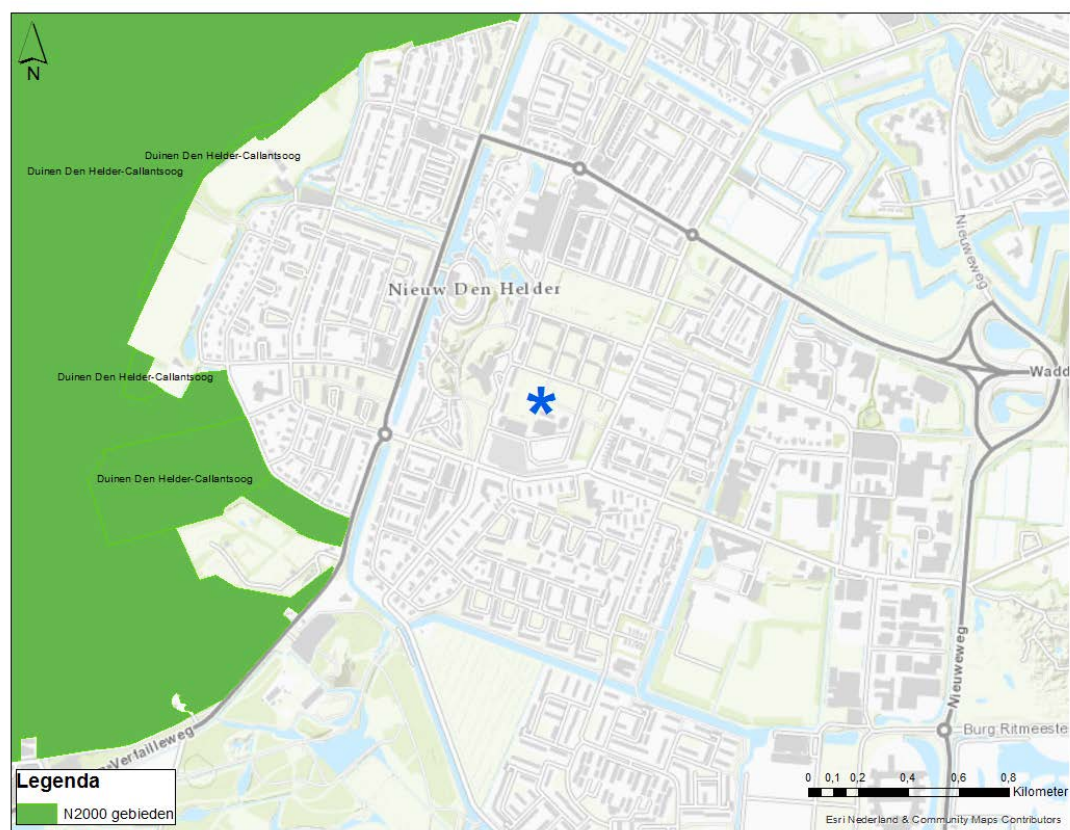 N
Duinen Den Helder-Callantsoog
Duinen Den Helder-Callantsoog
Nieuweweg
Nieuw Den Helder
Wadd
Duinen Den Helder-Callantsoog
Duinen Den Helder-Callantsoog
Nieuweweg
Burg Ritmeeste
Verfailleweg
Legenda
N2000 gebieden
0 0,1 0,2 0,4 0,6 0,8
Kilometer
Esri Nederland & Community Maps Contributors